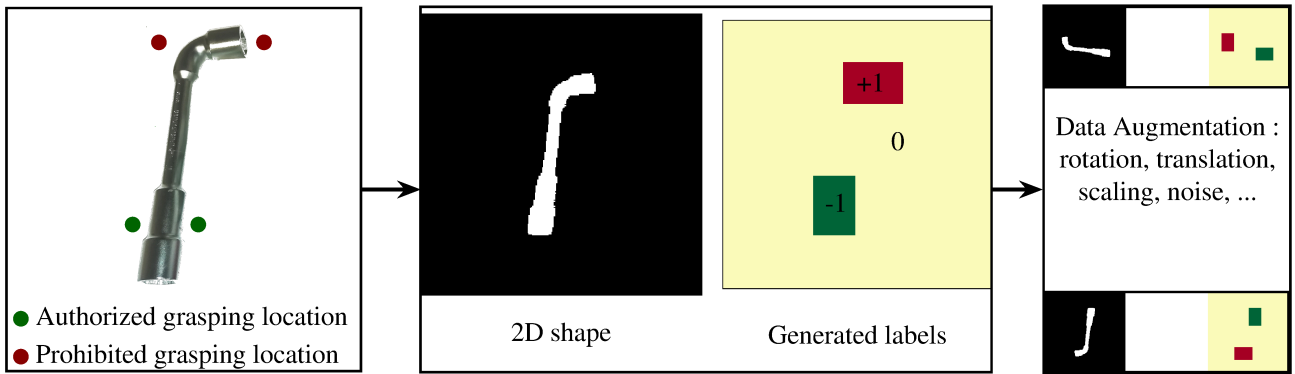 Authorized grasping location
Prohibited grasping location
2D shape
+1
0
-1
Generated labels
Data Augmentation :
rotation, translation,
scaling, noise, ...